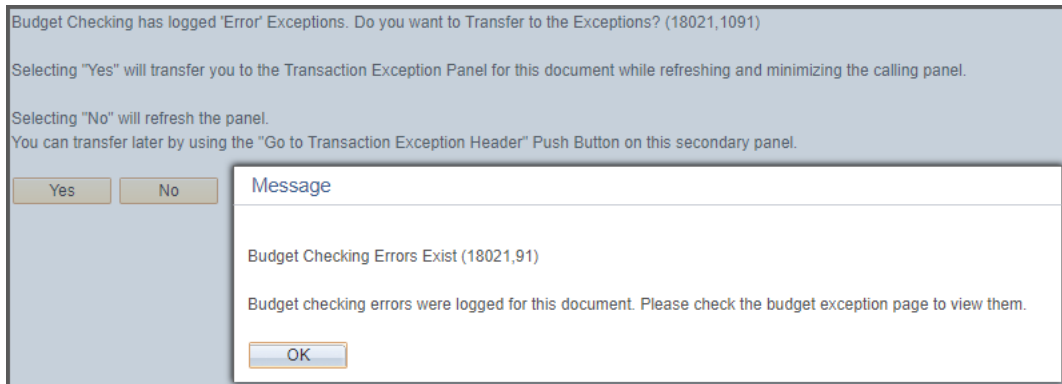 Budget Checking has logged 'Error' Exceptions. Do you want to Transfer to the Exceptions? (18021,1091)
Selecting "Yes" will transfer you to the Transaction Exception Panel for this document while refreshing and minimizing the calling panel.
Selecting "No" will refresh the panel.
You can transfer later by using the "Go to Transaction Exception Header" Push Button on this secondary panel.
Yes No
Message
Budget Checking Errors Exist (18021,91)
Budget checking errors were logged for this document. Please check the budget exception page to view them.
OK